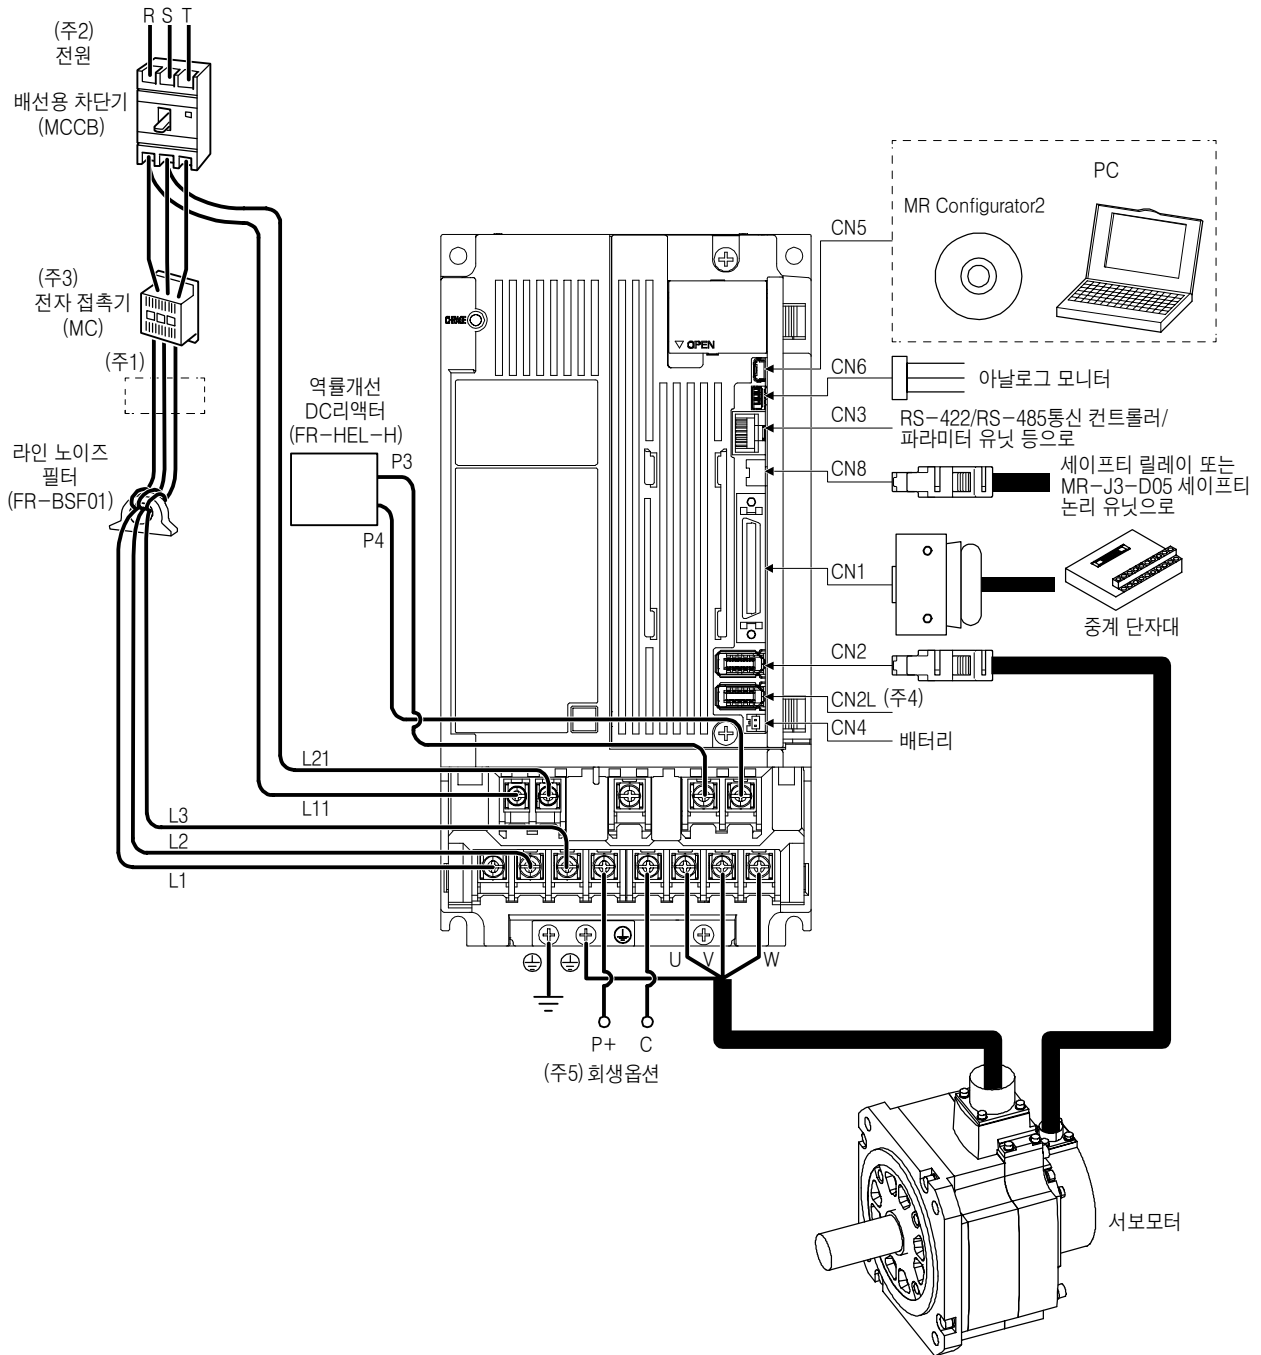 R S T
(주2)
전원
배선용 차단기
(MCCB)
(주3)
전자 접촉기
(MC)
(주1)
라인 노이즈
필터
(FR-BSF01)
역률개선
DC리액터
(FR-HEL-H)
P3
P4
L21
L11
L3
L2
L1
CHARGE
▽ OPEN
CN5
MR Configurator2
PC
CN6
아날로그 모니터
CN3
RS-422/RS-485통신 컨트롤러/
파라미터 유닛 등으로
CN8
세이프티 릴레이 또는
MR-J3-D05 세이프티
논리 유닛으로
CN1
중계 단자대
CN2
CN2L (주4)
CN4
배터리
U V W
P+ C
(주5) 회생옵션
서보모터